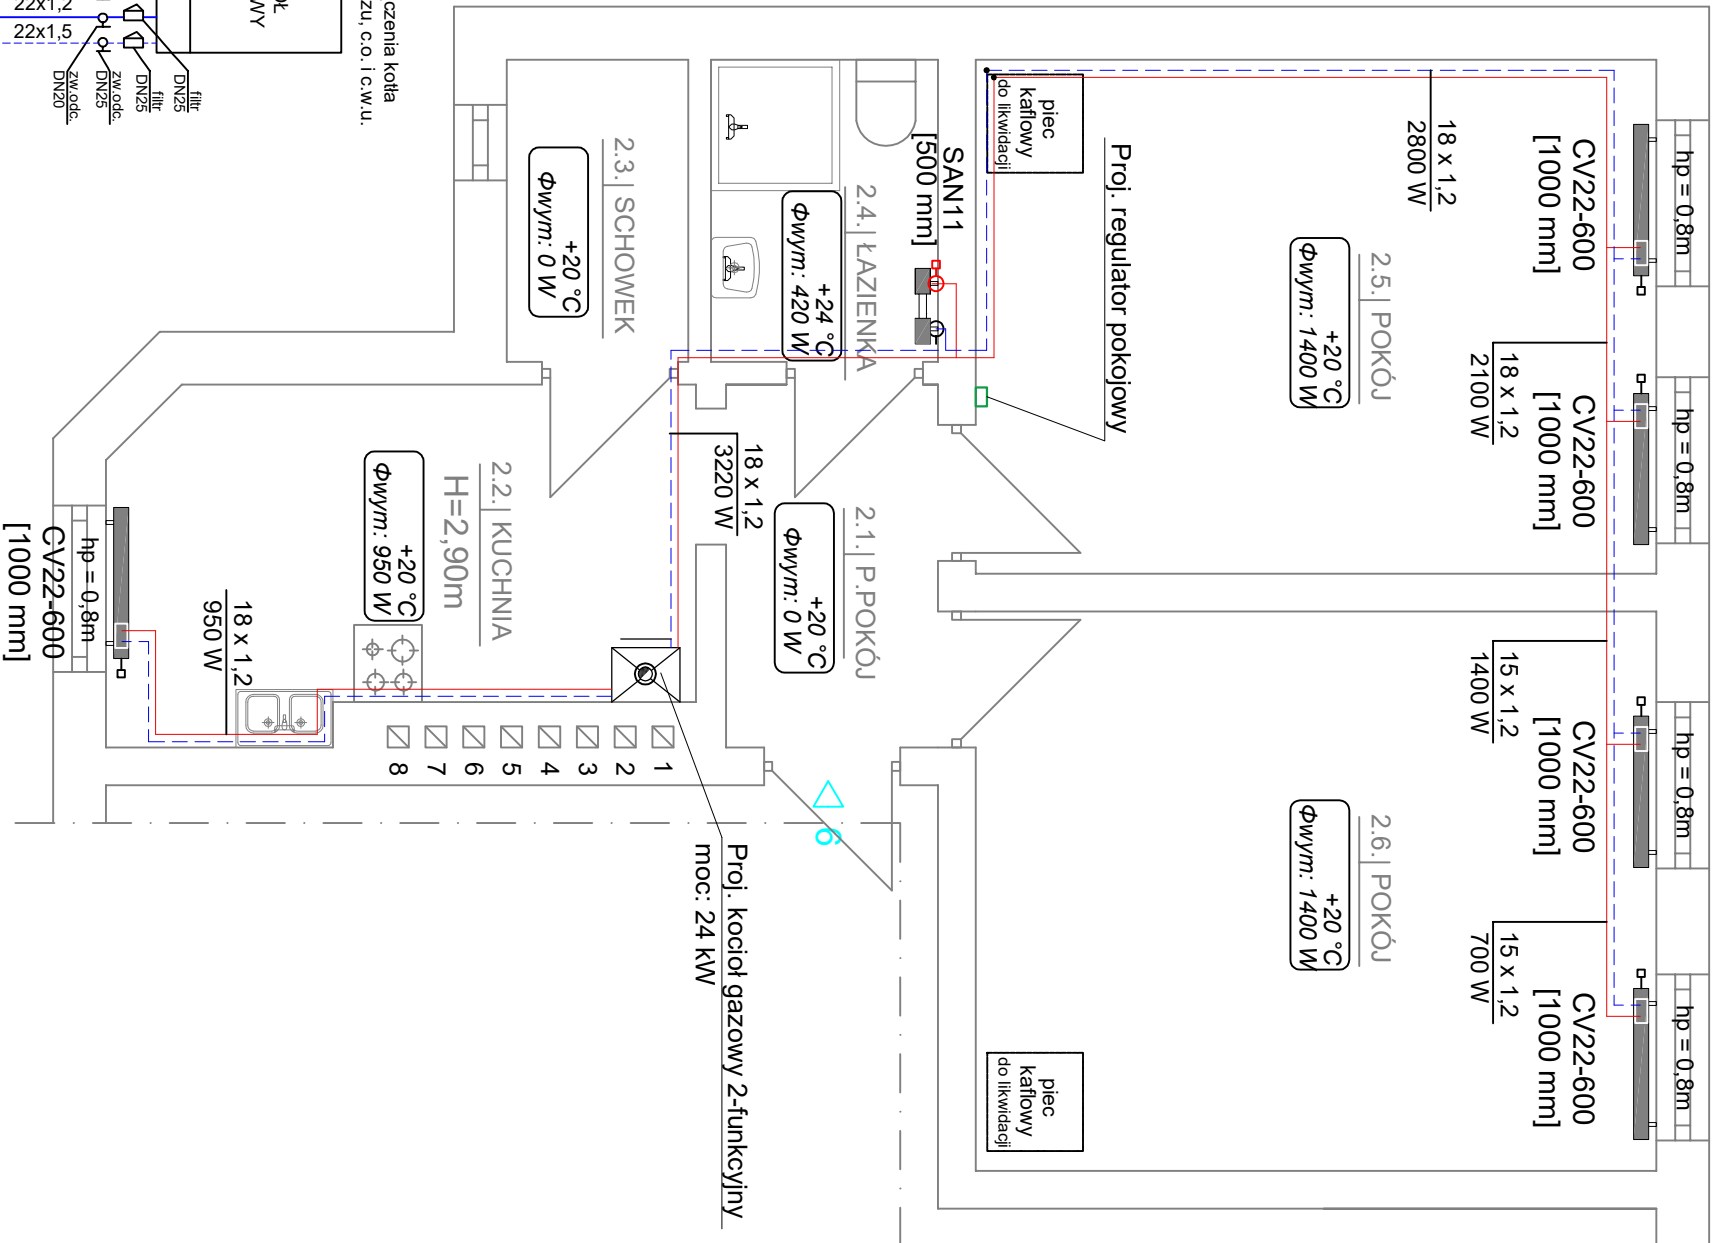 hp = 0,8m
CV22-600
[1000 mm]
hp = 0,8m
CV22-600
[1000 mm]
hp = 0,8m
CV22-600
[1000 mm]
hp = 0,8m
CV22-600
[1000 mm]
18 x 1,2
2800 W
18 x 1,2
2100 W
15 x 1,2
1400 W
15 x 1,2
700 W
2.5. POKÓJ
+20 °C
Φwym: 1400 W
2.6. POKÓJ
+20 °C
Φwym: 1400 W
Proj. regulator pokojowy
piec
kaflowy
do likwidacji
piec
kaflowy
do likwidacji
SAN11
[500 mm]
2.4. ŁAZIENKA
+24 °C
Φwym: 420 W
2.1. P.POKÓJ
+20 °C
Φwym: 0 W
6
18 x 1,2
3220 W
Proj. kocioł gazowy 2-funkcyjny
moc: 24 kW
2.3. SCHOWEK
+20 °C
Φwym: 0 W
2.2. KUCHNIA
H=2,90m
+20 °C
Φwym: 950 W
1
2
3
4
5
6
7
8
18 x 1,2
950 W
hp = 0,8m
CV22-600
[1000 mm]
czenia kotła
zu, c.o. i c.w.u.
WY
22x1,2
22x1,5
filtr
DN25
filtr
DN25
zw.odc.
DN25
zw.odc.
DN20